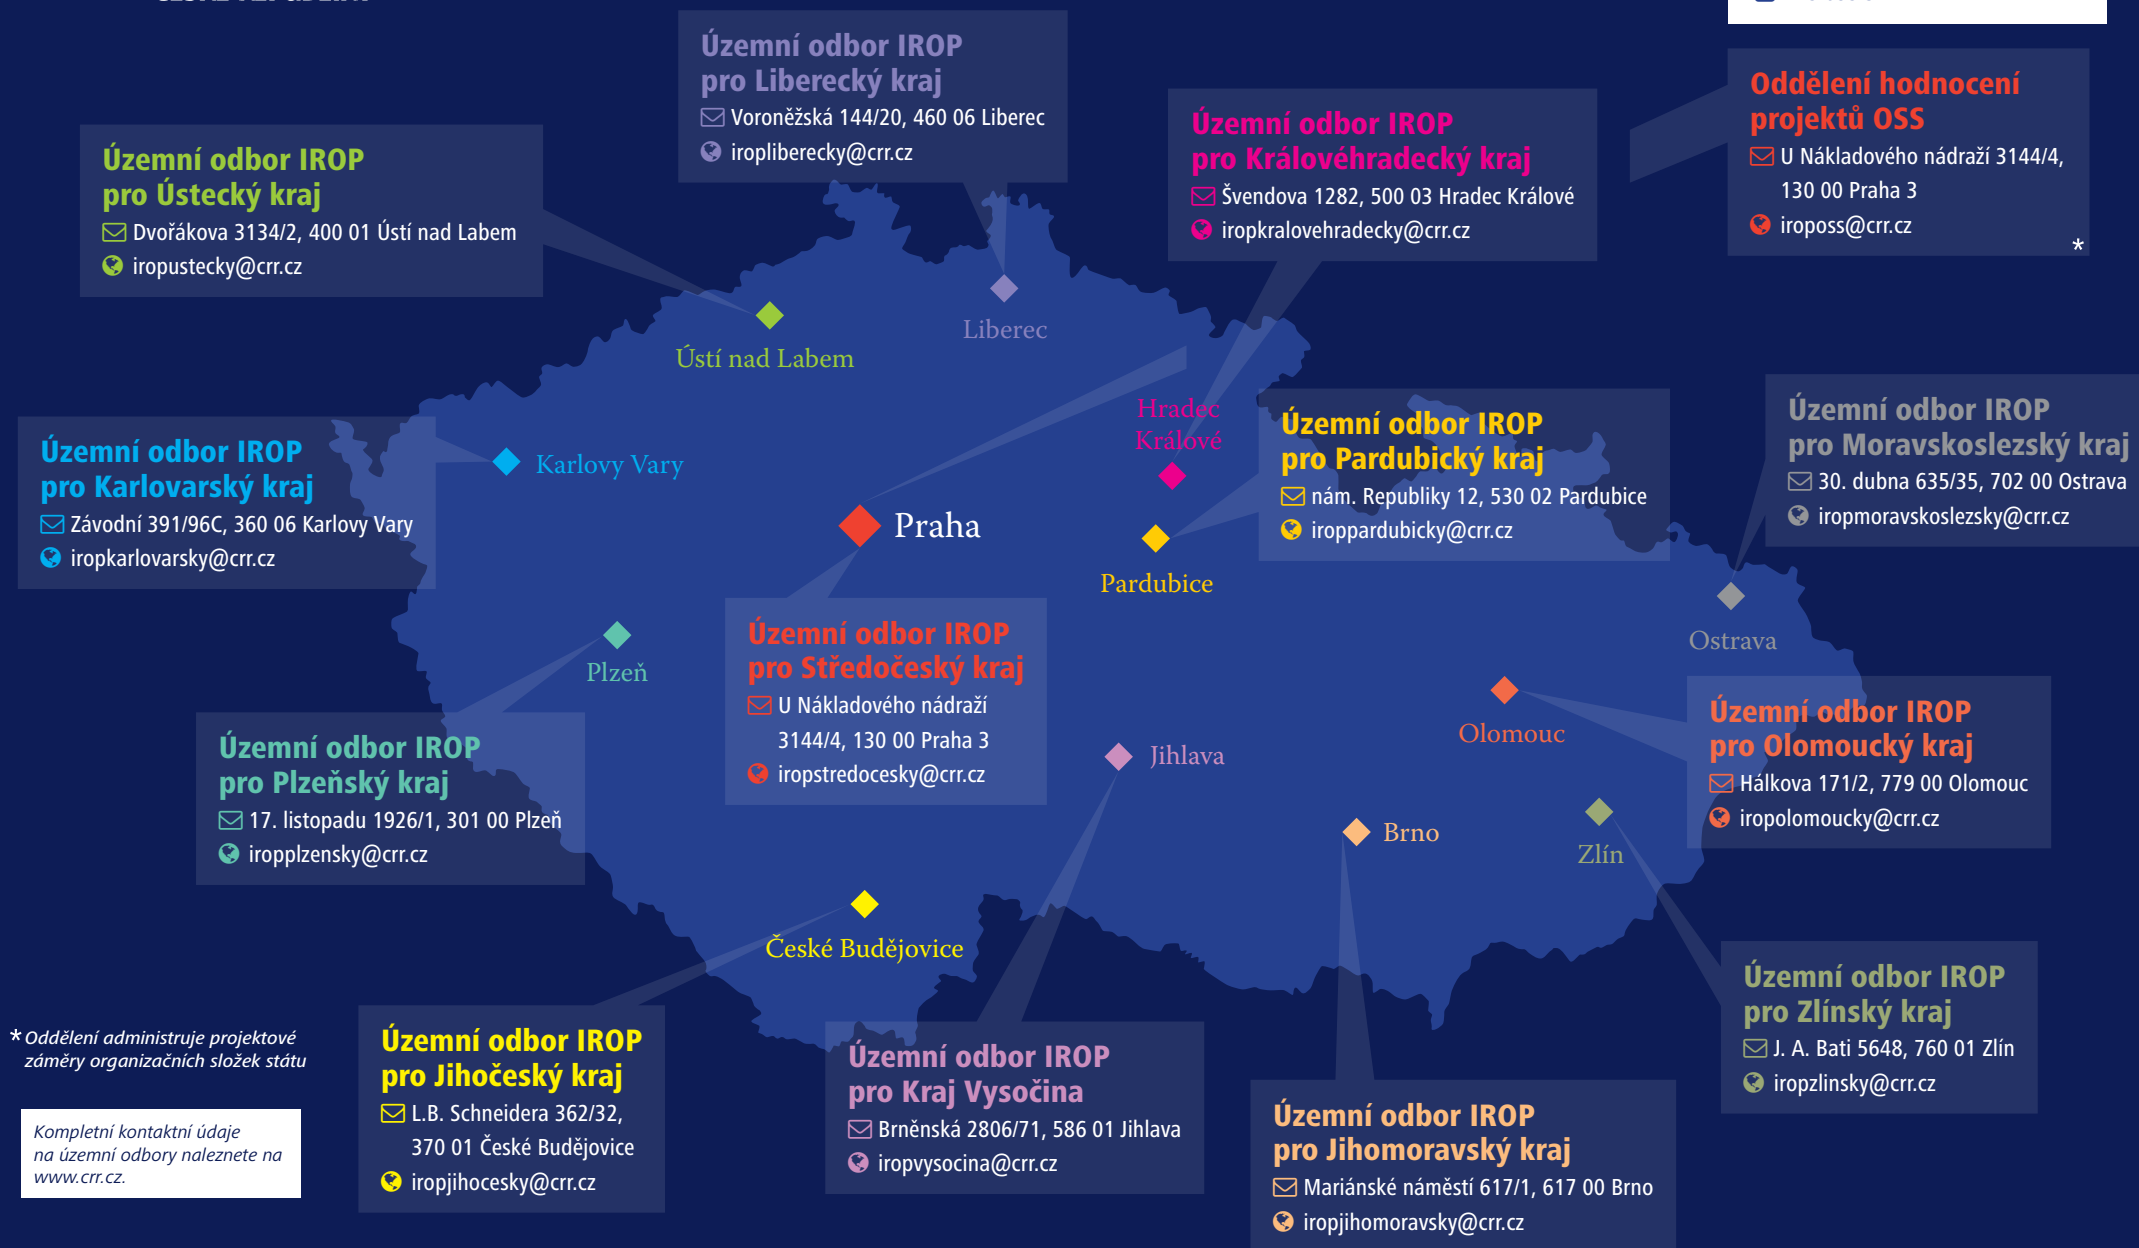 Územní odbor IROP
pro Liberecký kraj
Voroněžská 144/20, 460 06 Liberec
iropliberecky@crr.cz
Oddělení hodnocení
projektů OSS
U Nákladového nádraží 3144/4,
130 00 Praha 3
iroposs@crr.cz
*
Územní odbor IROP
pro Královéhradecký kraj
Švendova 1282, 500 03 Hradec Králové
iropkralovehradecky@crr.cz
Územní odbor IROP
pro Ústecký kraj
Dvořákova 3134/2, 400 01 Ústí nad Labem
iropustecky@crr.cz
Liberec
Ústí nad Labem
Hradec
Králové
Územní odbor IROP
pro Karlovarský kraj
Závodní 391/96C, 360 06 Karlovy Vary
iropkarlovarsky@crr.cz
Karlovy Vary
Praha
Územní odbor IROP
pro Pardubický kraj
nám. Republiky 12, 530 02 Pardubice
iroppardubicky@crr.cz
Pardubice
Územní odbor IROP
pro Moravskoslezský kraj
30. dubna 635/35, 702 00 Ostrava
iropmoravskoslezsky@crr.cz
Ostrava
Plzeň
Územní odbor IROP
pro Středočeský kraj
U Nákladového nádraží
3144/4, 130 00 Praha 3
iropstredocesky@crr.cz
Územní odbor IROP
pro Plzeňský kraj
17. listopadu 1926/1, 301 00 Plzeň
iropplzensky@crr.cz
Jihlava
Olomouc
Územní odbor IROP
pro Olomoucký kraj
Hálkova 171/2, 779 00 Olomouc
iropolomoucky@crr.cz
Brno
Zlín
České Budějovice
Územní odbor IROP
pro Zlínský kraj
J. A. Bati 5648, 760 01 Zlín
iropzlinsky@crr.cz
* Oddělení administruje projektové
záměry organizačních složek státu
Kompletní kontaktní údaje
na územní odbory naleznete na
www.crr.cz.
Územní odbor IROP
pro Jihočeský kraj
L.B. Schneidera 362/32,
370 01 České Budějovice
iropjihocesky@crr.cz
Územní odbor IROP
pro Kraj Vysočina
Brněnská 2806/71, 586 01 Jihlava
iropvysocina@crr.cz
Územní odbor IROP
pro Jihomoravský kraj
Mariánské náměstí 617/1, 617 00 Brno
iropjihomoravsky@crr.cz